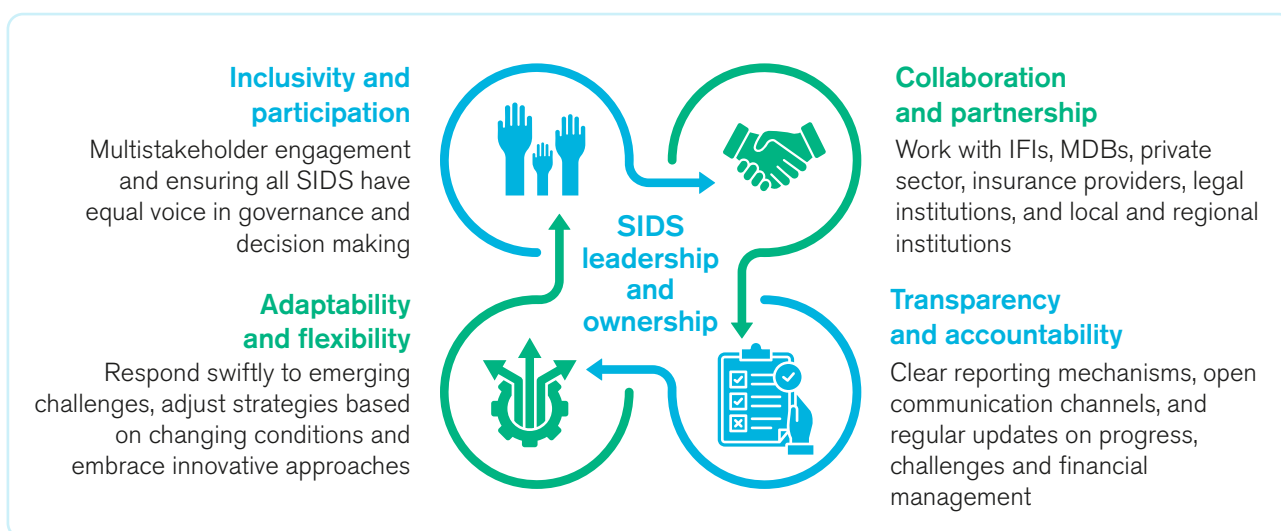 Inclusivity and
participation
Multistakeholder engagement
and ensuring all SIDS have
equal voice in governance and
decision making
Collaboration
and partnership
Work with IFIs, MDBs, private
sector, insurance providers, legal
institutions, and local and regional
institutions
SIDS
leadership
and
ownership
Adaptability
and flexibility
Respond swiftly to emerging
challenges, adjust strategies based
on changing conditions and
embrace innovative approaches
Transparency
and accountability
Clear reporting mechanisms, open
communication channels, and
regular updates on progress,
challenges and financial
management